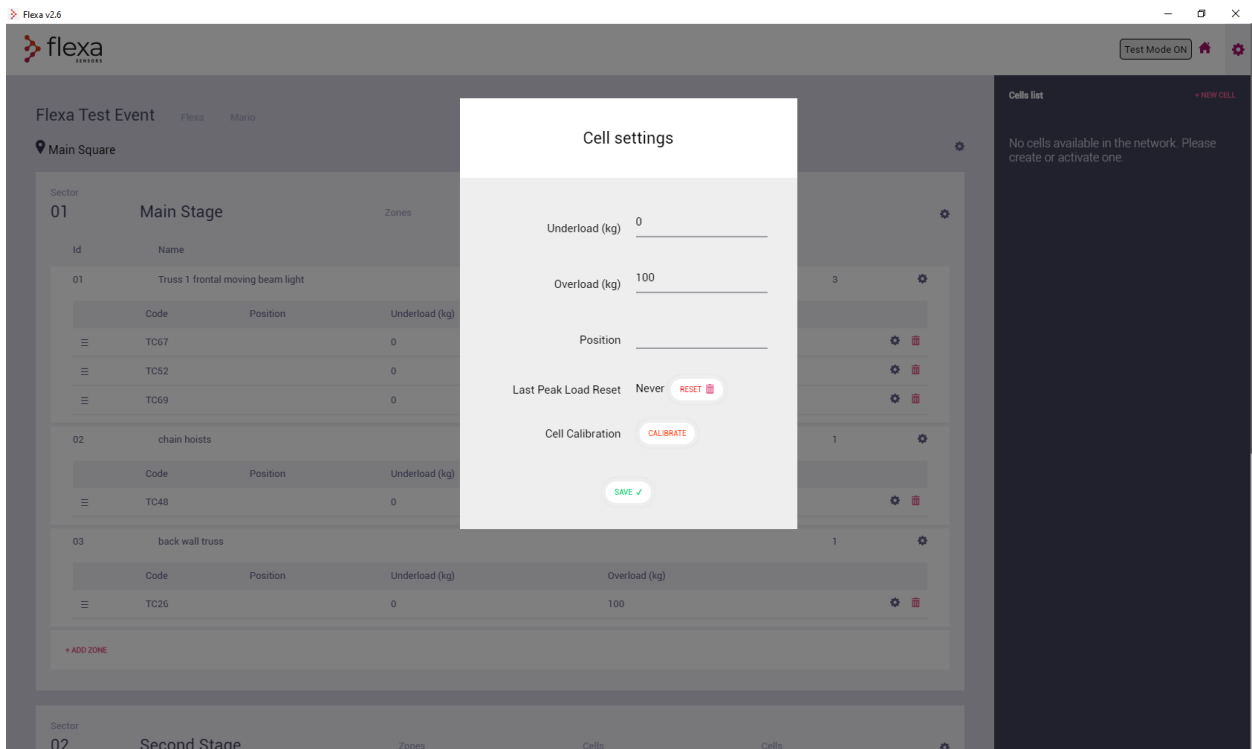 Flexa v2.6
flexa
SENSORS
Test Mode ON
Flexa Test Event Flexa Mario
Main Square
Sector
01 Main Stage Zones
Id Name
01 Truss 1 frontal moving beam light 3
Code Position Underload (kg)
TC67 0
TC52 0
TC69 0
02 chain hoists 1
Code Position Underload (kg)
TC48 0
03 back wall truss 1
Code Position Underload (kg) Overload (kg)
TC26 0 100
+ ADD ZONE
Sector
02 Second Stage Zones Cells Cells
Cell settings
Underload (kg) 0
Overload (kg) 100
Position
Last Peak Load Reset Never RESET
Cell Calibration CALIBRATE
SAVE ✓
Cells list + NEW CELL
No cells available in the network. Please
create or activate one.